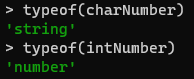 > typeof(charNumber)
'string'
> typeof(intNumber)
'number'